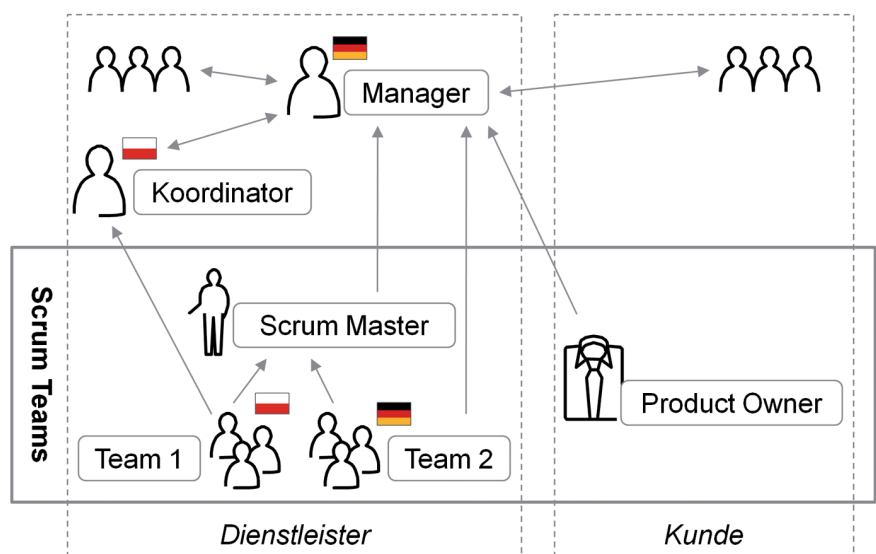 Manager
Koordinator
Scrum Teams
Scrum Master
Product Owner
Team 1
Team 2
Dienstleister
Kunde